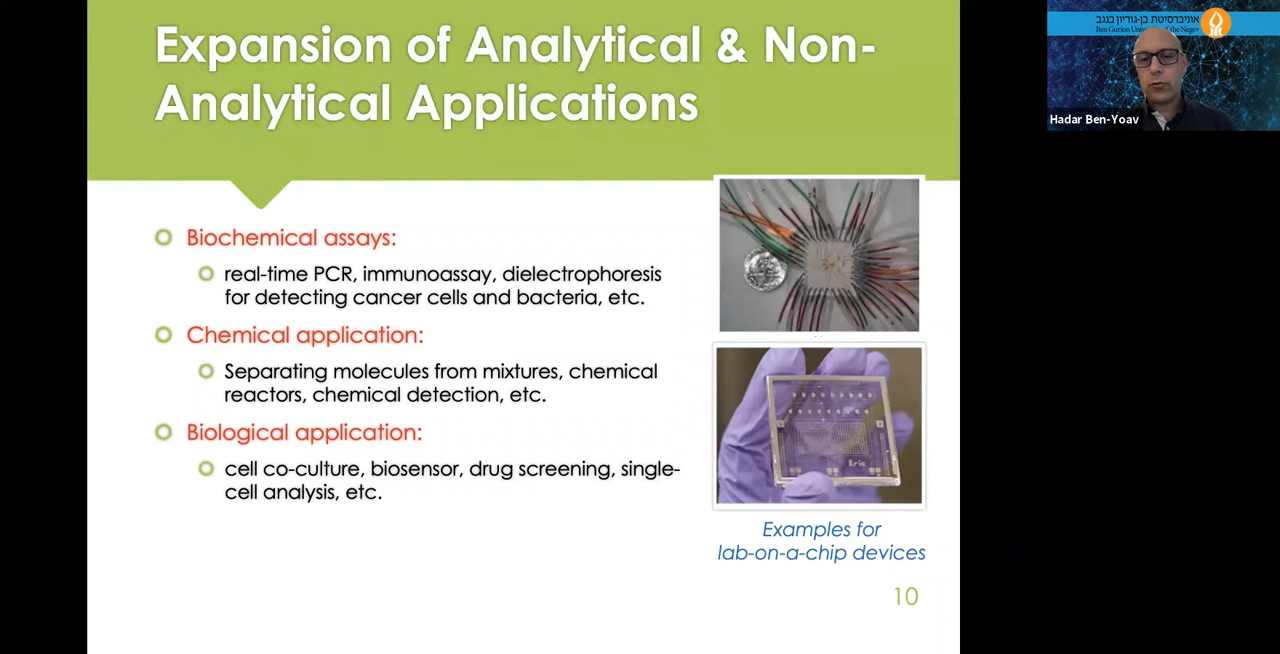 Expansion of Analytical & Non-
Analytical Applications
Biochemical assays:
real-time PCR, immunoassay, dielectrophoresis
for detecting cancer cells and bacteria, etc.
Chemical application:
Separating molecules from mixtures, chemical
reactors, chemical detection, etc.
Biological application:
cell co-culture, biosensor, drug screening, single-
cell analysis, etc.
Eric
Examples for
lab-on-a-chip devices
10
אוניברסיטת בן-גוריון בנגב
Ben-Gurion University of the Negev
Hadar Ben-Yoav